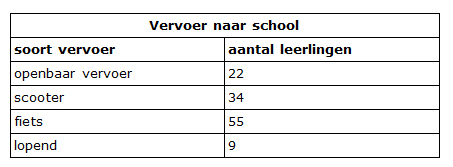 Vervoer naar school
soort vervoer aantal leerlingen
openbaar vervoer 22
scooter 34
fiets 55
lopend 9